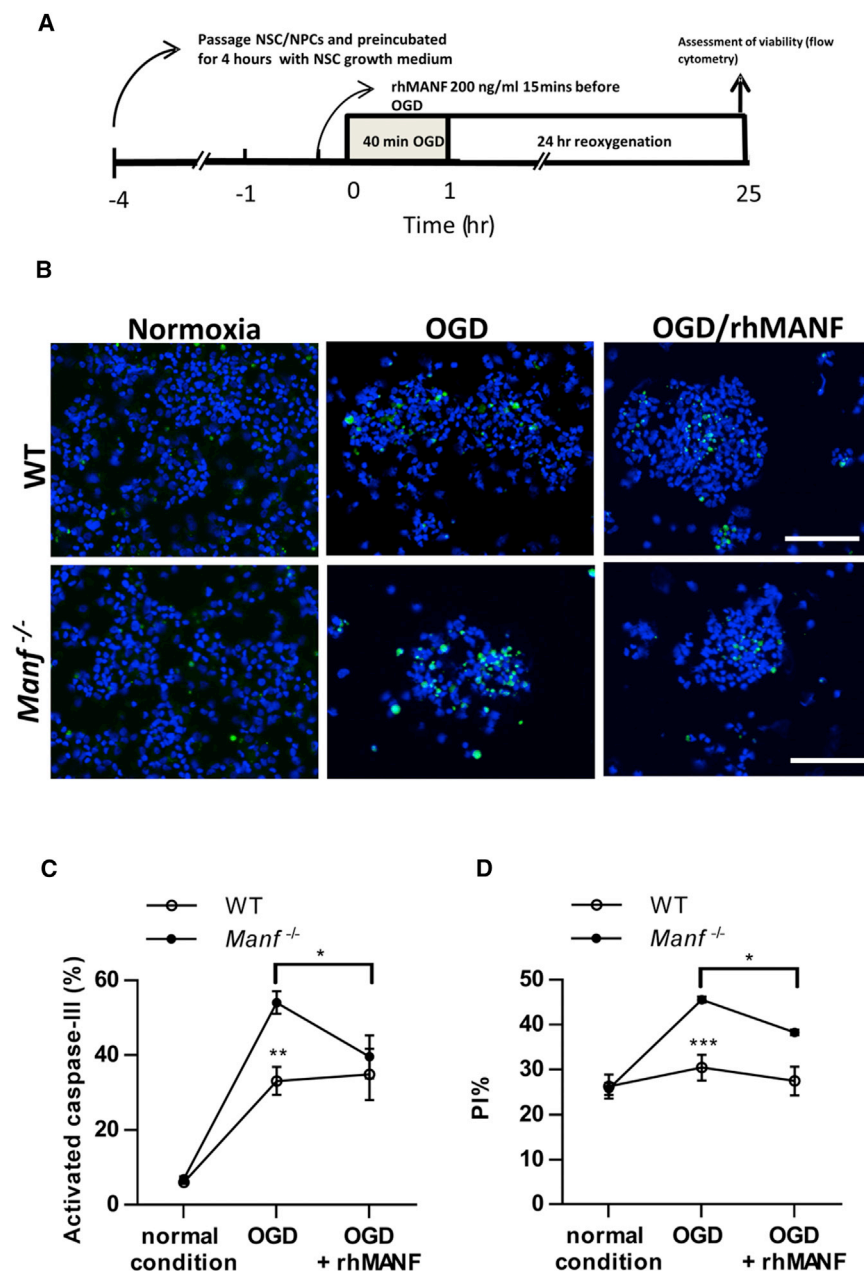 A
Passage NSC/NPCs and preincubated
for 4 hours with NSC growth medium
Assessment of viability (flow
cytometry)
rhMANF 200 ng/ml 15mins before
OGD
40 min OGD
24 hr reoxygenation
-4
-1
0
1
25
Time (hr)
B
Normoxia
OGD
OGD/rhMANF
WT
Manf -/-
C
WT
Manf -/-
*
Activated caspase-III (%)
60
40
20
0
**
normal
condition
OGD
OGD
+ rhMANF
D
WT
Manf -/-
*
PI%
50
40
30
20
10
0
***
normal
condition
OGD
OGD
+ rhMANF